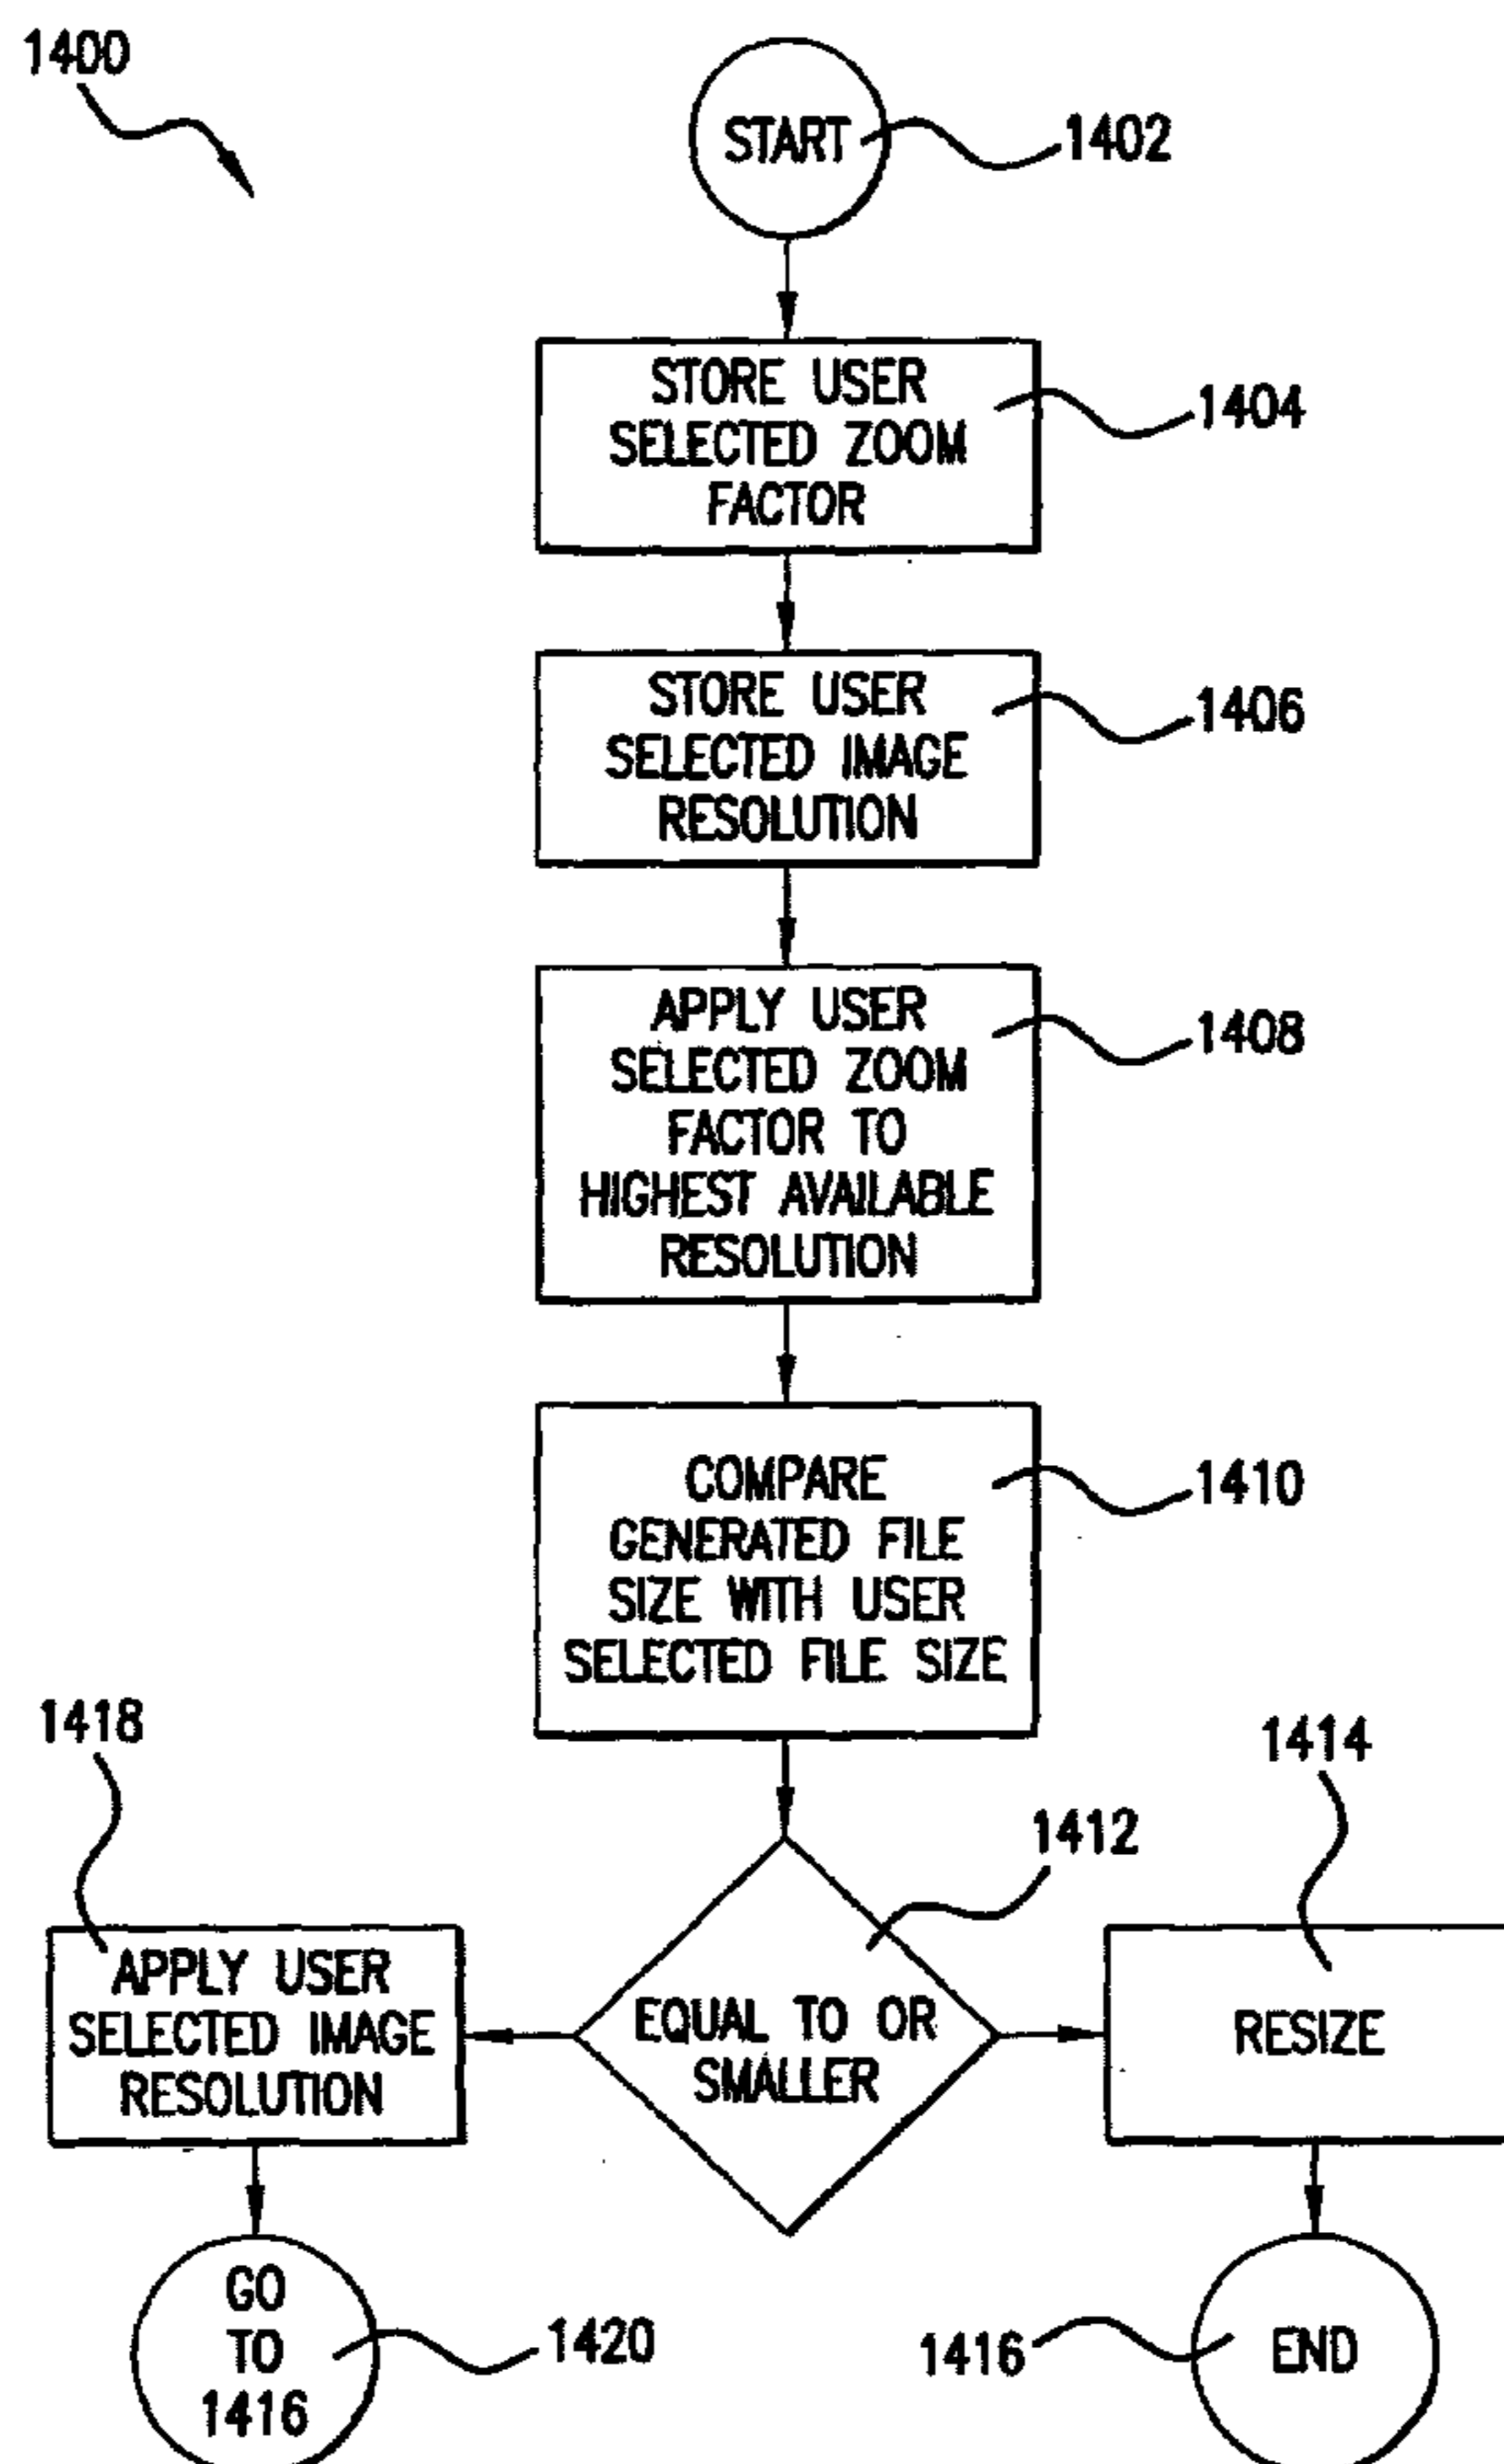 1400
START
1402
STORE USER
SELECTED ZOOM
FACTOR
1404
STORE USER
SELECTED IMAGE
RESOLUTION
1406
APPLY USER
SELECTED ZOOM
FACTOR TO
HIGHEST AVAILABLE
RESOLUTION
1408
COMPARE
GENERATED FILE
SIZE WITH USER
SELECTED FILE SIZE
1410
1418
1414
1412
APPLY USER
SELECTED IMAGE
RESOLUTION
EQUAL TO OR
SMALLER
RESIZE
GO
TO
1416
1420
1416
END